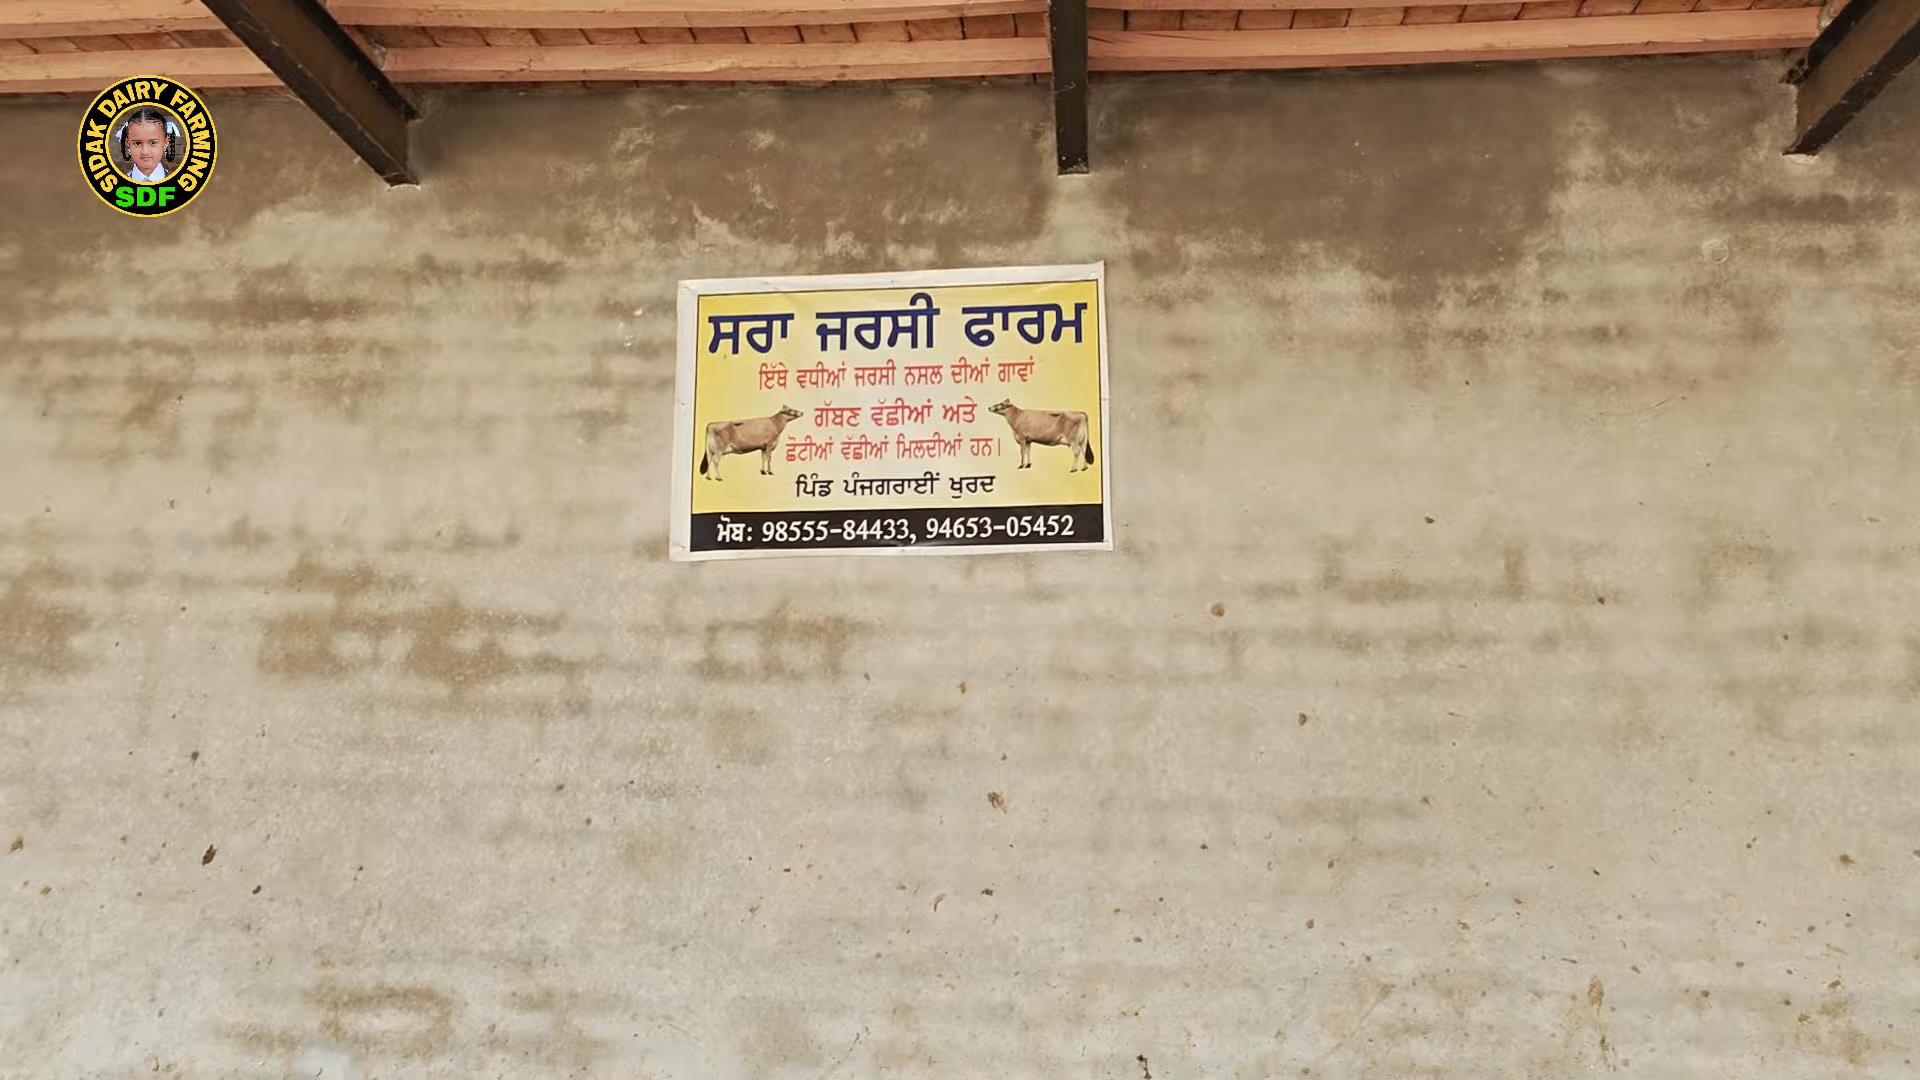 SIDAK DAIRY FARMING
SDF
ਸਰਾ ਜਰਸੀ ਫਾਰਮ
ਇੱਥੇ ਵਧੀਆਂ ਜਰਸੀ ਨਸਲ ਦੀਆਂ ਗਾਵਾਂ
ਗੱਬਣ ਵੱਛੀਆਂ ਅਤੇ
ਛੋਟੀਆਂ ਵੱਛੀਆਂ ਮਿਲਦੀਆਂ ਹਨ।
ਪਿੰਡ ਪੰਜਗਰਾਈਂ ਖੁਰਦ
ਮੋਬ: 98555-84433, 94653-05452